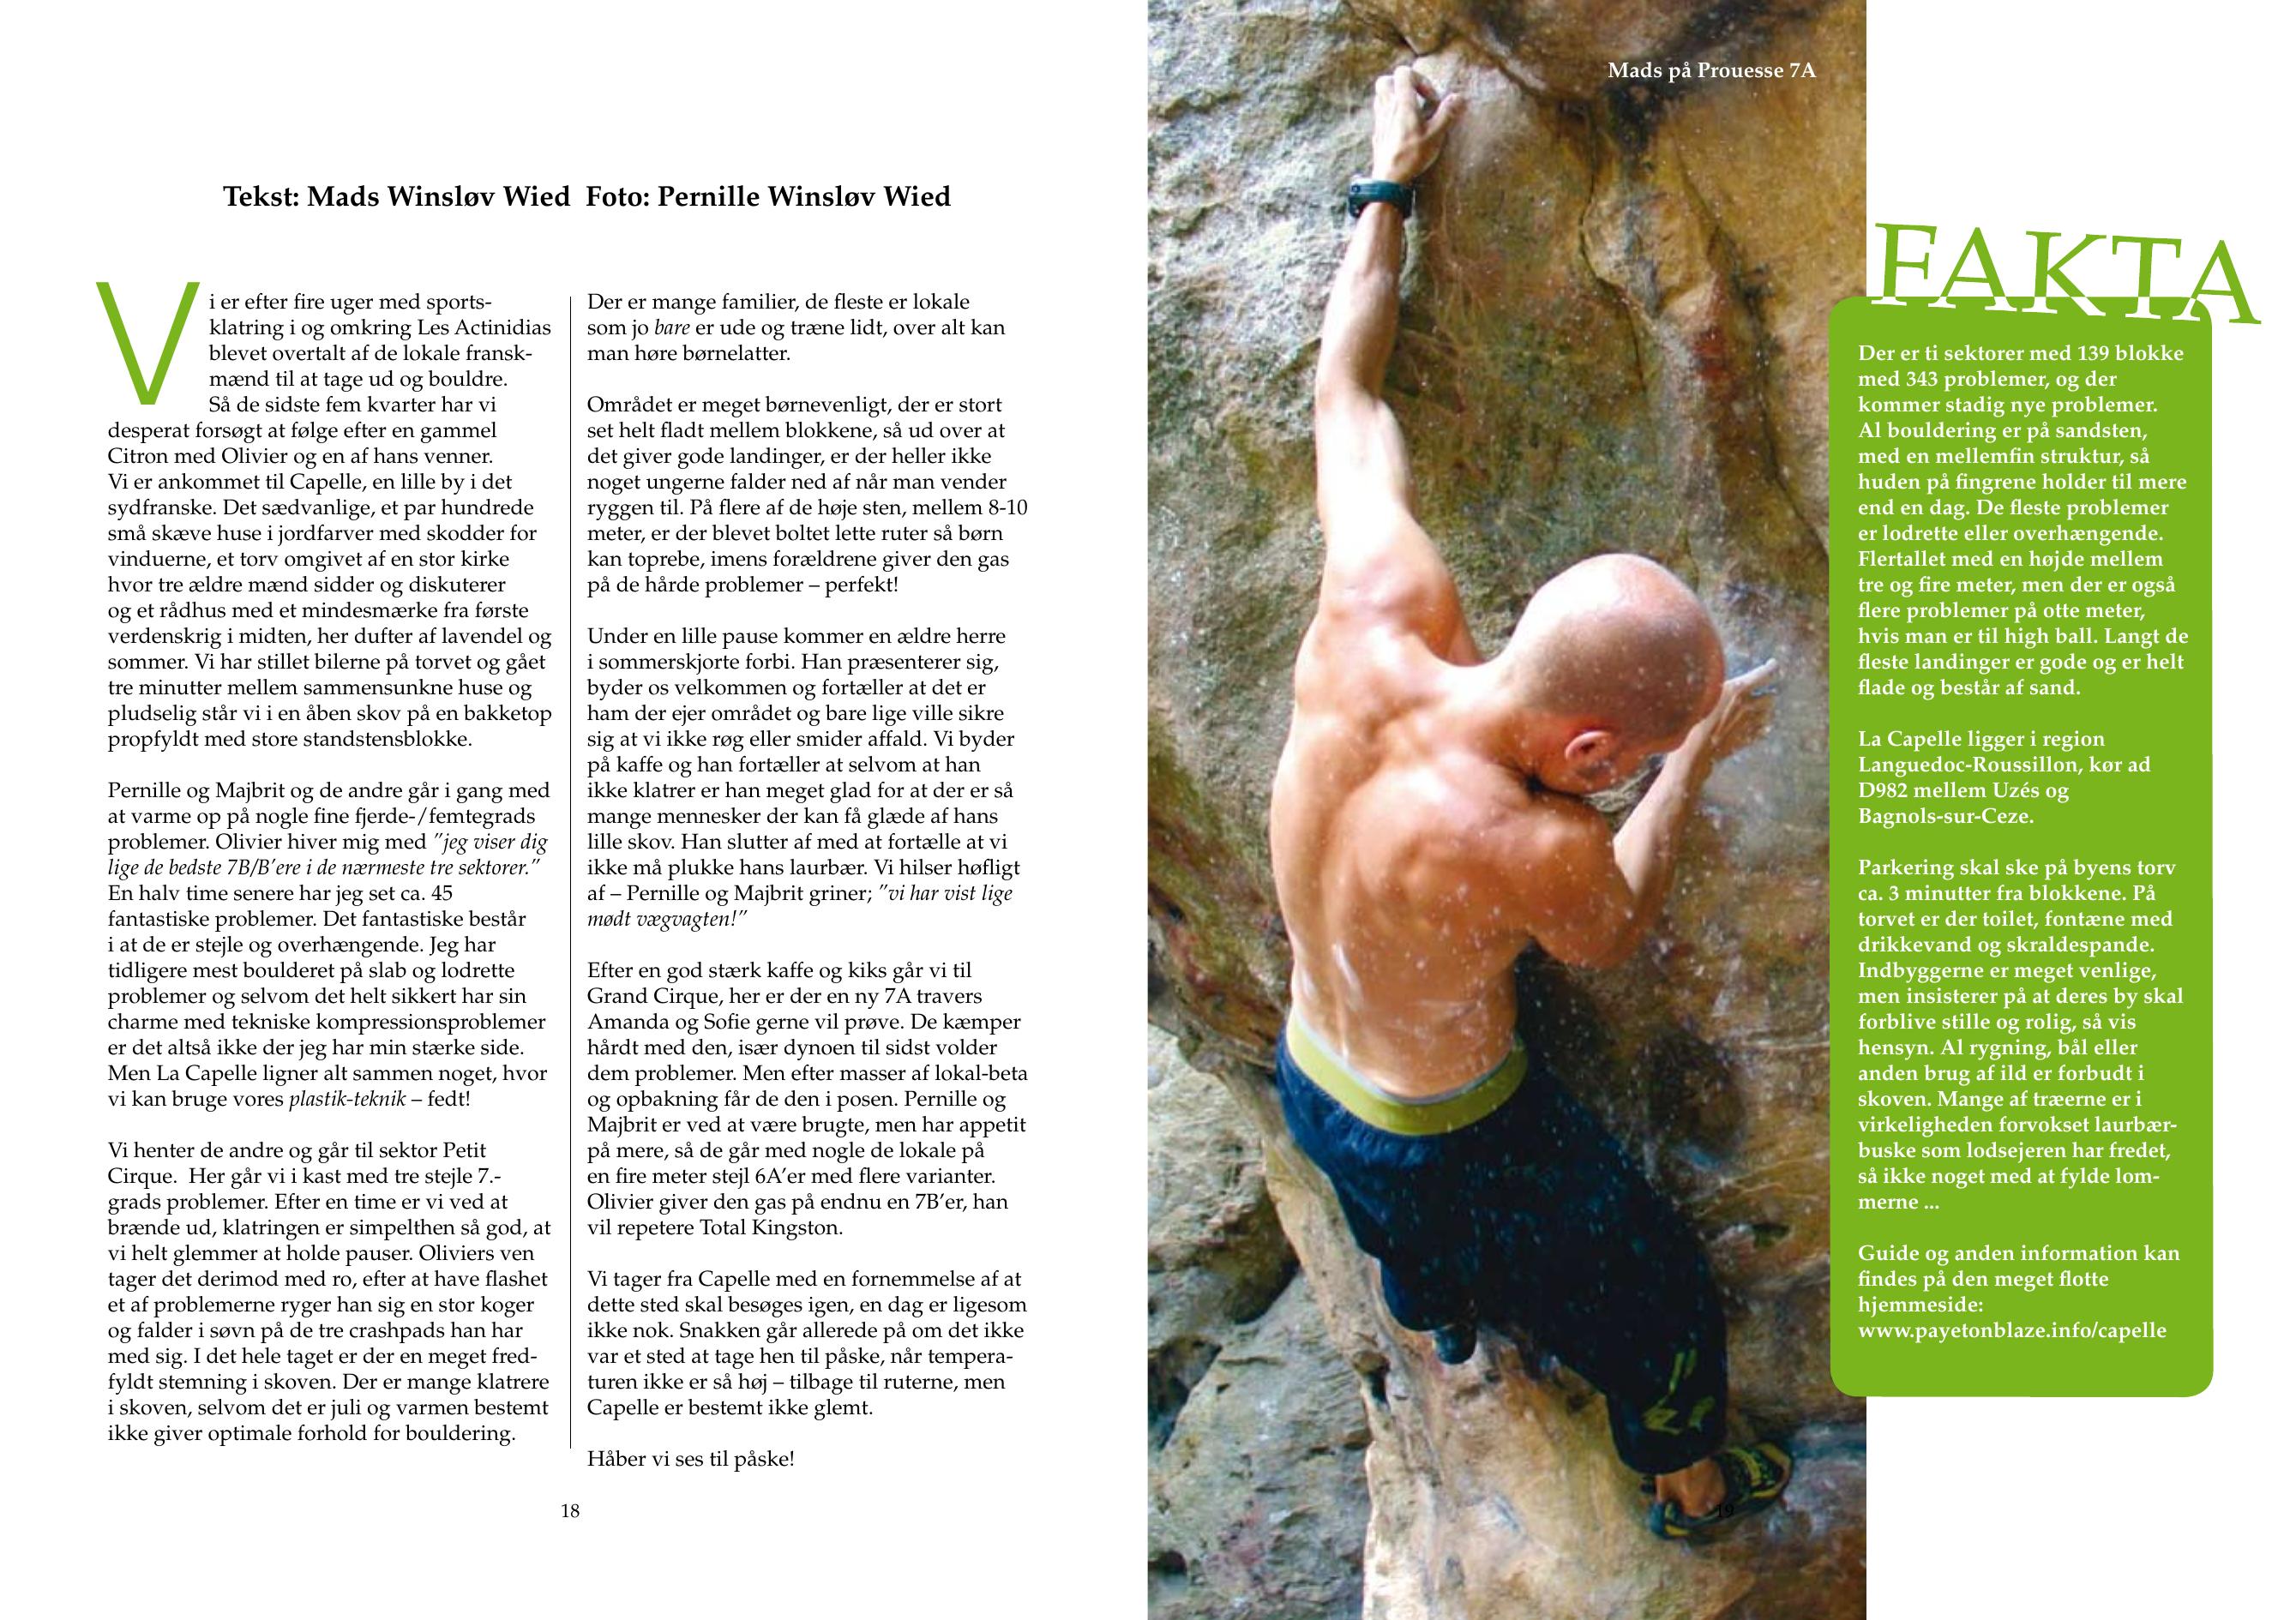 Tekst: Mads Winsløv Wied  Foto: Pernille Winsløv Wied
Vi er efter fire uger med sports-
klatring i og omkring Les Actinidias
blevet overtalt af de lokale fransk-
mænd til at tage ud og bouldre.
Så de sidste fem kvarter har vi
desperat forsøgt at følge efter en gammel
Citron med Olivier og en af hans venner.
Vi er ankommet til Capelle, en lille by i det
sydfranske. Det sædvanlige, et par hundrede
små skæve huse i jordfarver med skodder for
vinduerne, et torv omgivet af en stor kirke
hvor tre ældre mænd sidder og diskuterer
og et rådhus med et mindesmærke fra første
verdenskrig i midten, her dufter af lavendel og
sommer. Vi har stillet bilerne på torvet og gået
tre minutter mellem sammensunkne huse og
pludselig står vi i en åben skov på en bakketop
propfyldt med store standstensblokke.
Pernille og Majbrit og de andre går i gang med
at varme op på nogle fine fjerde-/femtegrads
problemer. Olivier hiver mig med ”jeg viser dig
lige de bedste 7B/B’ere i de nærmeste tre sektorer.”
En halv time senere har jeg set ca. 45
fantastiske problemer. Det fantastiske består
i at de er stejle og overhængende. Jeg har
tidligere mest boulderet på slab og lodrette
problemer og selvom det helt sikkert har sin
charme med tekniske kompressionsproblemer
er det altså ikke der jeg har min stærke side.
Men La Capelle ligner alt sammen noget, hvor
vi kan bruge vores plastik-teknik – fedt!
Vi henter de andre og går til sektor Petit
Cirque.  Her går vi i kast med tre stejle 7.-
grads problemer. Efter en time er vi ved at
brænde ud, klatringen er simpelthen så god, at
vi helt glemmer at holde pauser. Oliviers ven
tager det derimod med ro, efter at have flashet
et af problemerne ryger han sig en stor koger
og falder i søvn på de tre crashpads han har
med sig. I det hele taget er der en meget fred-
fyldt stemning i skoven. Der er mange klatrere
i skoven, selvom det er juli og varmen bestemt
ikke giver optimale forhold for bouldering.
Der er mange familier, de fleste er lokale
som jo bare er ude og træne lidt, over alt kan
man høre børnelatter.
Området er meget børnevenligt, der er stort
set helt fladt mellem blokkene, så ud over at
det giver gode landinger, er der heller ikke
noget ungerne falder ned af når man vender
ryggen til. På flere af de høje sten, mellem 8-10
meter, er der blevet boltet lette ruter så børn
kan toprebe, imens forældrene giver den gas
på de hårde problemer – perfekt!
Under en lille pause kommer en ældre herre
i sommerskjorte forbi. Han præsenterer sig,
byder os velkommen og fortæller at det er
ham der ejer området og bare lige ville sikre
sig at vi ikke røg eller smider affald. Vi byder
på kaffe og han fortæller at selvom at han
ikke klatrer er han meget glad for at der er så
mange mennesker der kan få glæde af hans
lille skov. Han slutter af med at fortælle at vi
ikke må plukke hans laurbær. Vi hilser høfligt
af – Pernille og Majbrit griner; ”vi har vist lige
mødt vægvagten!”
Efter en god stærk kaffe og kiks går vi til
Grand Cirque, her er der en ny 7A travers
Amanda og Sofie gerne vil prøve. De kæmper
hårdt med den, især dynoen til sidst volder
dem problemer. Men efter masser af lokal-beta
og opbakning får de den i posen. Pernille og
Majbrit er ved at være brugte, men har appetit
på mere, så de går med nogle de lokale på
en fire meter stejl 6A’er med flere varianter.
Olivier giver den gas på endnu en 7B’er, han
vil repetere Total Kingston.
Vi tager fra Capelle med en fornemmelse af at
dette sted skal besøges igen, en dag er ligesom
ikke nok. Snakken går allerede på om det ikke
var et sted at tage hen til påske, når tempera-
turen ikke er så høj – tilbage til ruterne, men
Capelle er bestemt ikke glemt.
Håber vi ses til påske!
18
Mads på Prouesse 7A
FAKTA
Der er ti sektorer med 139 blokke
med 343 problemer, og der
kommer stadig nye problemer.
Al bouldering er på sandsten,
med en mellemfin struktur, så
huden på fingrene holder til mere
end en dag. De fleste problemer
er lodrette eller overhængende.
Flertallet med en højde mellem
tre og fire meter, men der er også
flere problemer på otte meter,
hvis man er til high ball. Langt de
fleste landinger er gode og er helt
flade og består af sand.
La Capelle ligger i region
Languedoc-Roussillon, kør ad
D982 mellem Uzés og
Bagnols-sur-Ceze.
Parkering skal ske på byens torv
ca. 3 minutter fra blokkene. På
torvet er der toilet, fontæne med
drikkevand og skraldespande.
Indbyggerne er meget venlige,
men insisterer på at deres by skal
forblive stille og rolig, så vis
hensyn. Al rygning, bål eller
anden brug af ild er forbudt i
skoven. Mange af træerne er i
virkeligheden forvokset laurbær-
buske som lodsejeren har fredet,
så ikke noget med at fylde lom-
merne ...
Guide og anden information kan
findes på den meget flotte
hjemmeside:
www.payetonblaze.info/capelle
19